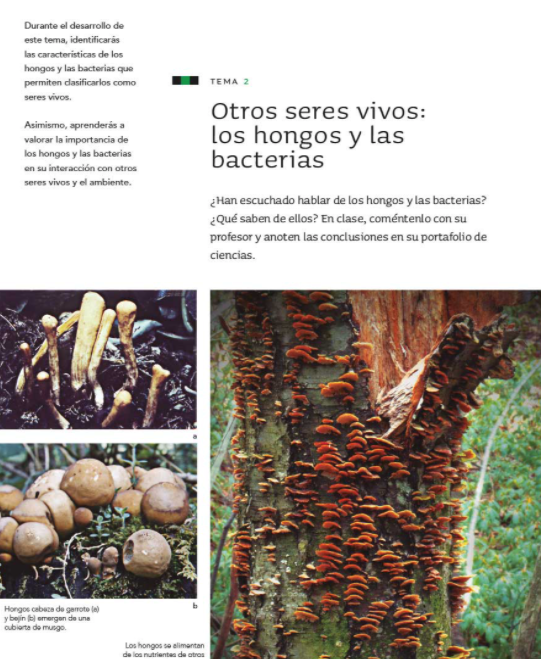 Durante el desarrollo de
este tema, identificarás
las características de los
hongos y las bacterias que
permiten clasificarlos como
seres vivos.
Asimismo, aprenderás a
valorar la importancia de
los hongos y las bacterias
en su interacción con otros
seres vivos y el ambiente.
TEMA 2
Otros seres vivos:
los hongos y las
bacterias
¿Han escuchado hablar de los hongos y las bacterias?
¿Qué saben de ellos? En clase, coméntenlo con su
profesor y anoten las conclusiones en su portafolio de
ciencias.
a
b
Hongos cabeza de garrote (a)
y bejín (b) emergen de una
cubierta de musgo.
Los hongos se alimentan
de los nutrientes de otros